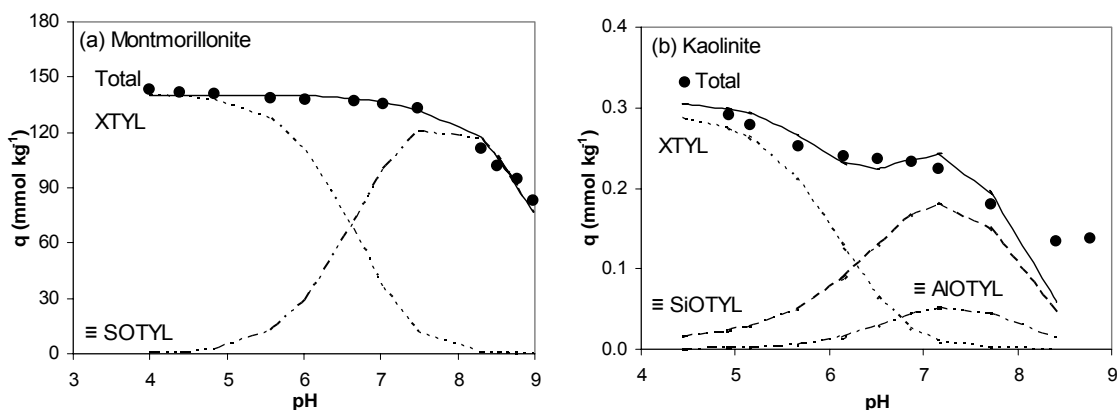 (a) Montmorillonite
Total
XTYL
≡ SOTYL
q (mmol kg-1)
180
150
120
90
60
30
0
3 4 5 6 7 8 9
pH
(b) Kaolinite
Total
XTYL
≡ SiOTYL
≡ AlOTYL
q (mmol kg-1)
0.4
0.3
0.2
0.1
0.0
4 5 6 7 8 9
pH